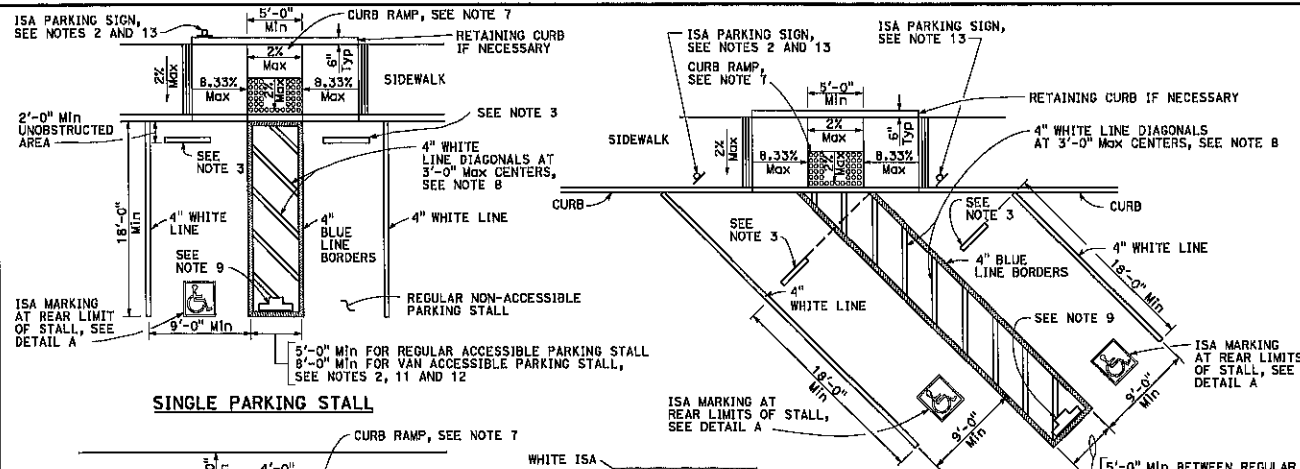 ISA PARKING SIGN,
SEE NOTES 2 AND 13
5'-0"
Min
CURB RAMP, SEE NOTE 7
RETAINING CURB
IF NECESSARY
2%
Max
6"
Typ
2%
Max
8.33%
Max
2%
Max
8.33%
Max
SIDEWALK
2'-0" Min
UNOBSTRUCTED
AREA
SEE NOTE 3
SEE
NOTE 3
4" WHITE
LINE DIAGONALS AT
3'-0" Max CENTERS,
SEE NOTE 8
18'-0"
Min
4" WHITE
LINE
4"
BLUE
LINE
BORDERS
4" WHITE LINE
SEE
NOTE 9
ISA MARKING
AT REAR LIMIT
OF STALL, SEE
DETAIL A
9'-0" Min
REGULAR NON-ACCESSIBLE
PARKING STALL
5'-0" Min FOR REGULAR ACCESSIBLE PARKING STALL
8'-0" Min FOR VAN ACCESSIBLE PARKING STALL,
SEE NOTES 2, 11 AND 12
SINGLE PARKING STALL
ISA PARKING SIGN,
SEE NOTES 2 AND 13
ISA PARKING SIGN,
SEE NOTE 13
CURB RAMP,
SEE NOTE 7
5'-0"
Min
RETAINING CURB IF NECESSARY
2%
Max
6"
Typ
SIDEWALK
2%
Max
8.33%
Max
2%
Max
8.33%
Max
4" WHITE LINE DIAGONALS
AT 3'-0" Max CENTERS, SEE NOTE 8
CURB
CURB
SEE
NOTE 3
SEE
NOTE 3
4" WHITE LINE
18'-0"
Min
4" BLUE
LINE BORDERS
4"
WHITE LINE
SEE NOTE 9
18'-0"
Min
ISA MARKING
AT REAR LIMITS
OF STALL, SEE
DETAIL A
9'-0"
Min
ISA MARKING AT
REAR LIMITS OF STALL,
SEE DETAIL A
9'-0"
Min
5'-0" Min BETWEEN REGULAR
CURB RAMP, SEE NOTE 7
4'-0"
WHITE ISA